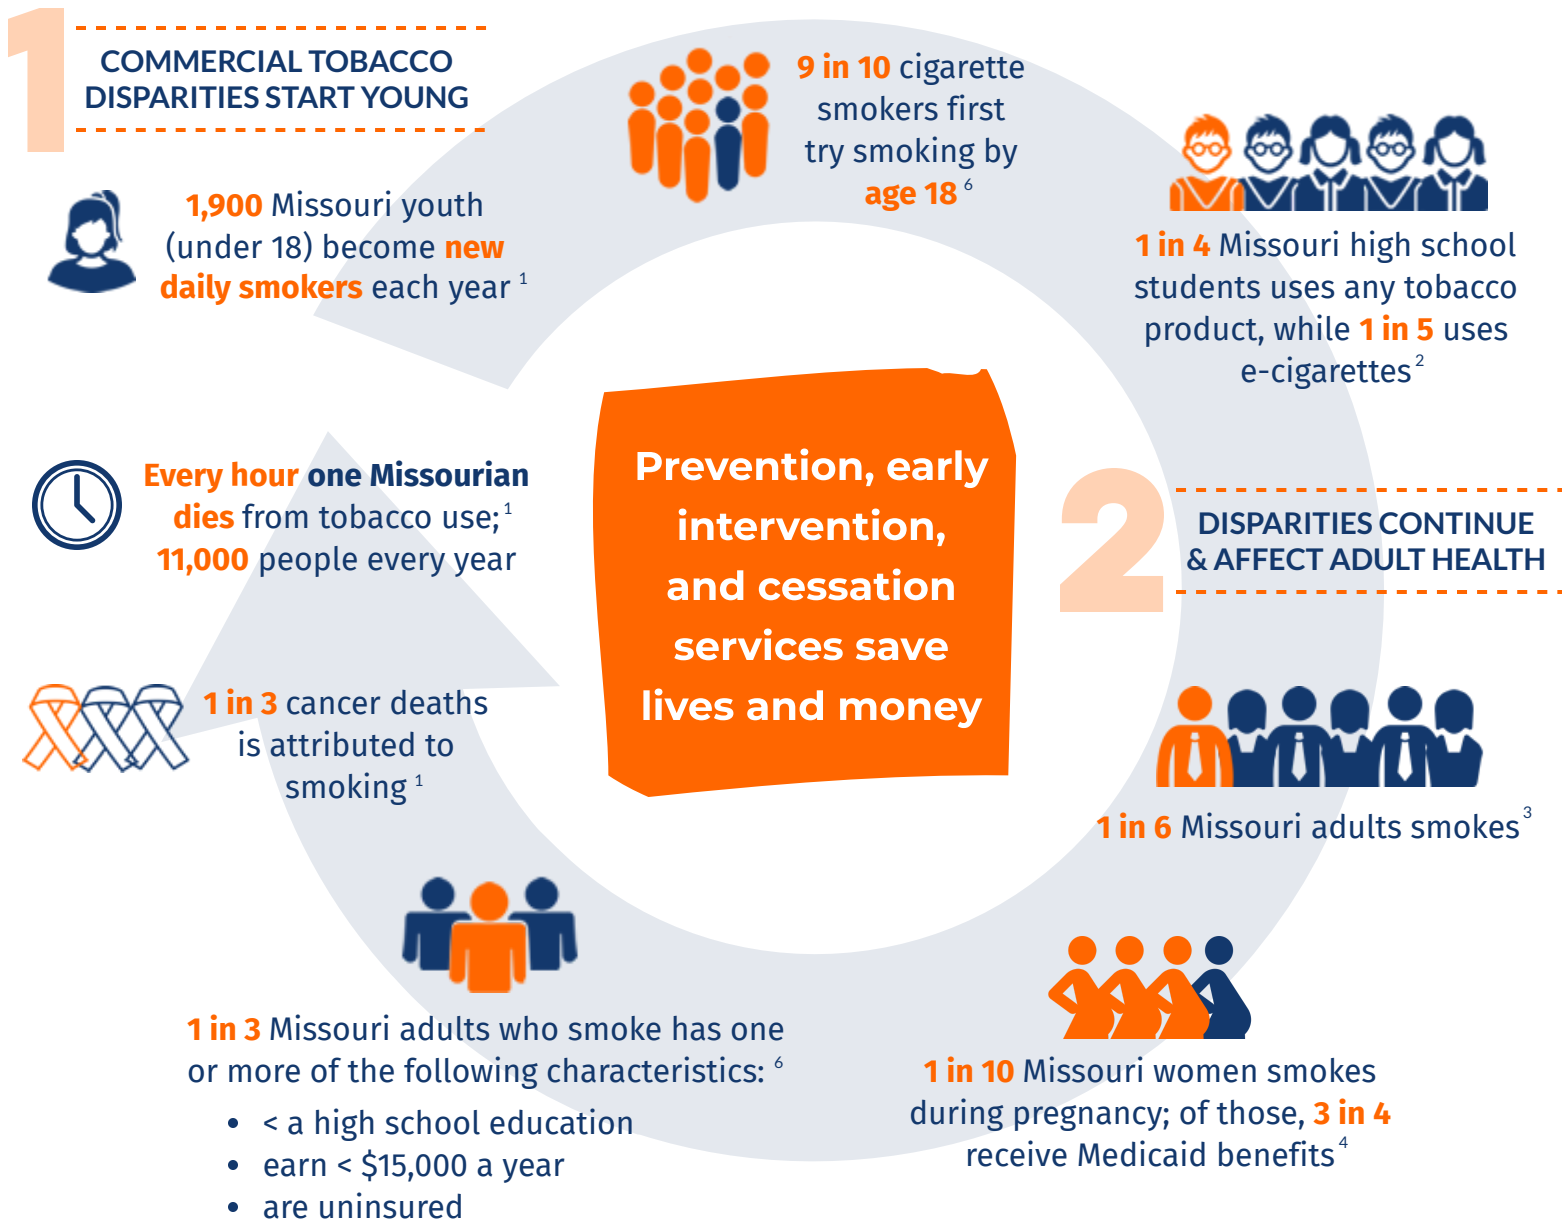 1
COMMERCIAL TOBACCO
DISPARITIES START YOUNG
1,900 Missouri youth
(under 18) become new
daily smokers each year 1
9 in 10 cigarette
smokers first
try smoking by
age 18 6
1 in 4 Missouri high school
students uses any tobacco
product, while 1 in 5 uses
e-cigarettes 2
Prevention, early
intervention,
and cessation
services save
lives and money
2
DISPARITIES CONTINUE
& AFFECT ADULT HEALTH
1 in 6 Missouri adults smokes 3
1 in 10 Missouri women smokes
during pregnancy; of those, 3 in 4
receive Medicaid benefits 4
1 in 3 Missouri adults who smoke has one
or more of the following characteristics: 6
• < a high school education
• earn < $15,000 a year
• are uninsured
1 in 3 cancer deaths
is attributed to
smoking 1
Every hour one Missourian
dies from tobacco use; 1
11,000 people every year